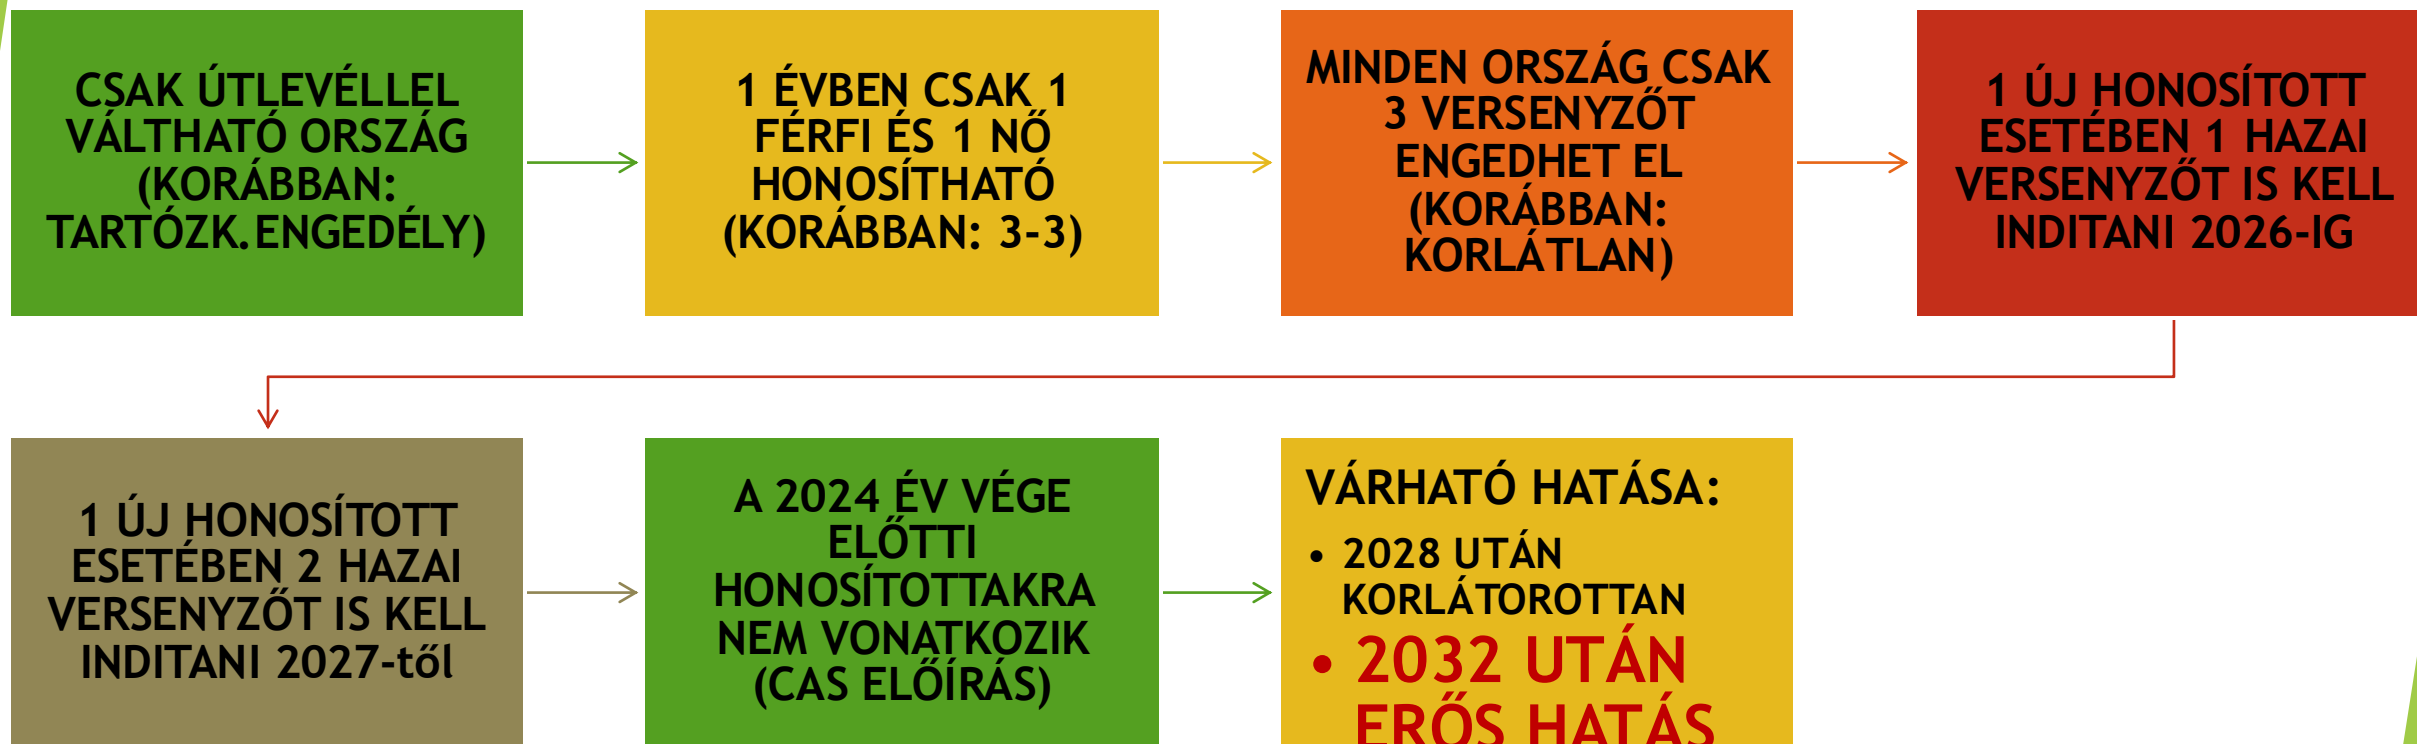 CSAK ÚTLEVÉLLEL
VÁLTHATÓ ORSZÁG
(KORÁBBAN:
TARTÓZK.ENGEDÉLY)
1 ÉVBEN CSAK 1
FÉRFI ÉS 1 NŐ
HONOSÍTHATÓ
(KORÁBBAN: 3-3)
MINDEN ORSZÁG CSAK
3 VERSENYZŐT
ENGEDHET EL
(KORÁBBAN:
KORLÁTLAN)
1 ÚJ HONOSÍTOTT
ESETÉBEN 1 HAZAI
VERSENYZŐT IS KELL
INDITANI 2026-IG
1 ÚJ HONOSÍTOTT
ESETÉBEN 2 HAZAI
VERSENYZŐT IS KELL
INDITANI 2027-től
A 2024 ÉV VÉGE
ELŐTTI
HONOSÍTOTTAKRA
NEM VONATKOZIK
(CAS ELŐÍRÁS)
VÁRHATÓ HATÁSA:
• 2028 UTÁN
KORLÁTOROTTAN
• 2032 UTÁN
ERŐS HATÁS